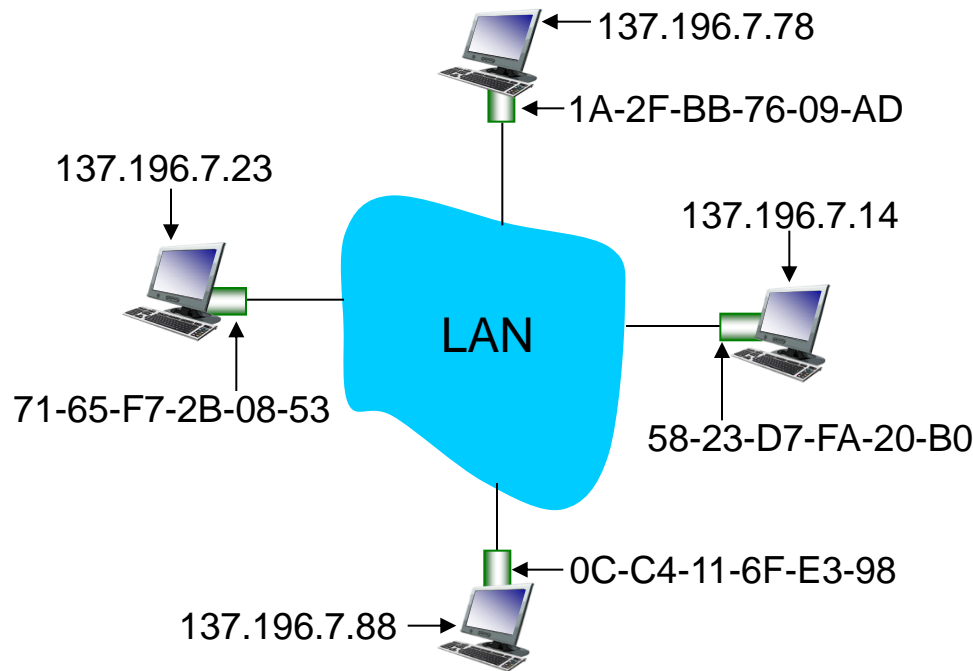 137.196.7.78
1A-2F-BB-76-09-AD
137.196.7.23
137.196.7.14
LAN
71-65-F7-2B-08-53
58-23-D7-FA-20-B0
0C-C4-11-6F-E3-98
137.196.7.88